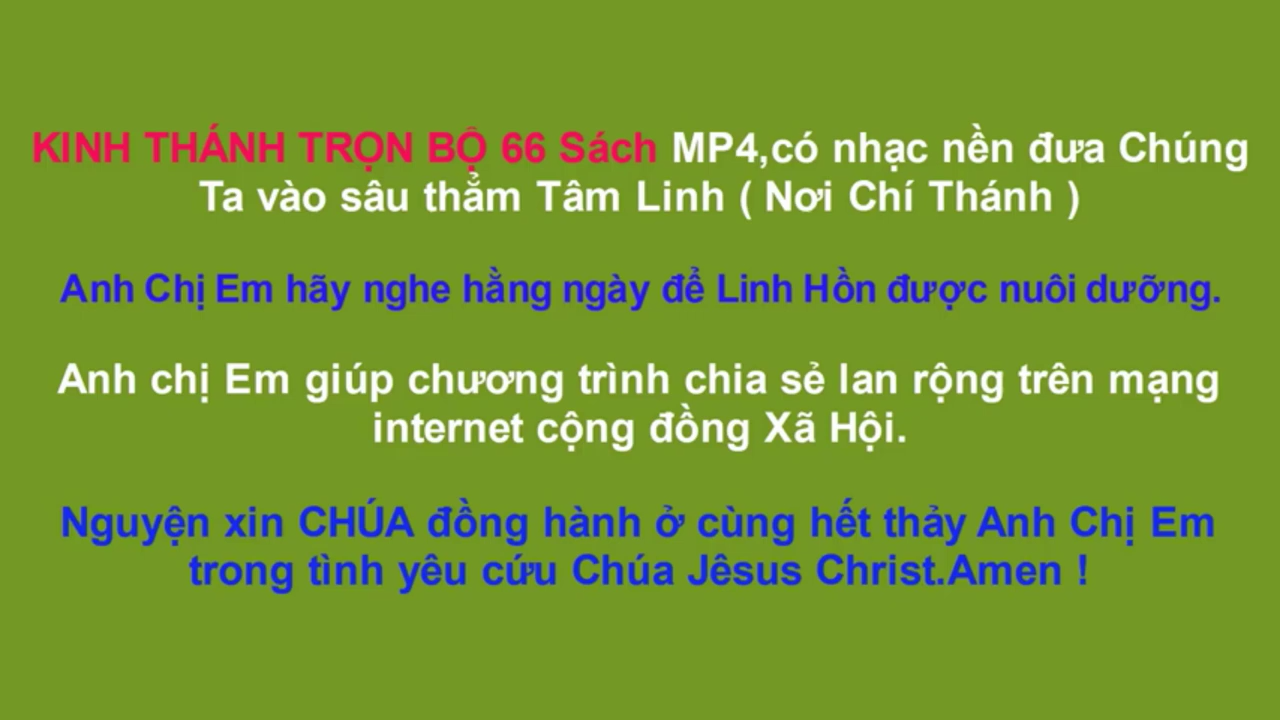 KINH THÁNH TRỌN BỘ 66 Sách MP4,có nhạc nền đưa Chúng
Ta vào sâu thẳm Tâm Linh ( Nơi Chí Thánh )
Anh Chị Em hãy nghe hằng ngày để Linh Hồn được nuôi dưỡng.
Anh chị Em giúp chương trình chia sẻ lan rộng trên mạng
internet cộng đồng Xã Hội.
Nguyện xin CHÚA đồng hành ở cùng hết thảy Anh Chị Em
trong tình yêu cứu Chúa Jêsus Christ.Amen !